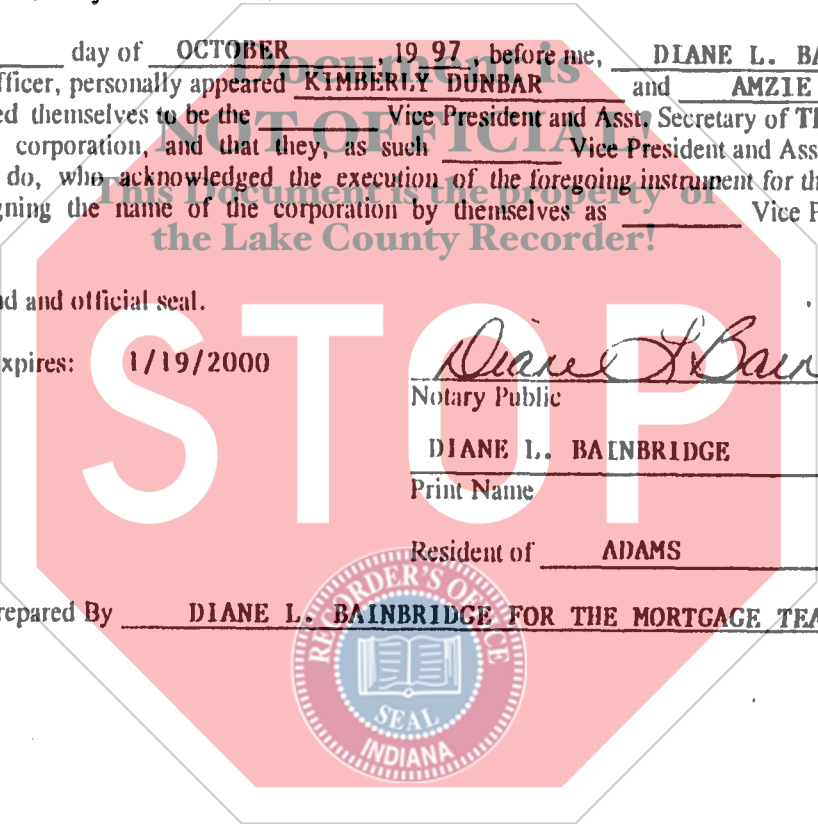 day of OCTOBER 1997 before me, DIANE L. BA
fficer, personally appeared KIMBERLY DUNBAR and AMZIE
ed themselves to be the Vice President and Asst, Secretary of T
corporation, and that they, as such Vice President and Ass
do, who acknowledged the execution of the foregoing instrument for th
gning the name of the corporation by themselves as Vice P
Document is
NOT OFFICIAL!
This Document is the property of
the Lake County Recorder!
nd and official seal.
xpires: 1/19/2000
STOP
Diane L. Bain
Notary Public
DIANE L. BAINBRIDGE
Print Name
Resident of ADAMS
repared By DIANE L. BAINBRIDGE FOR THE MORTGAGE TEA
RECORDER'S OFFICE
SEAL
INDIANA